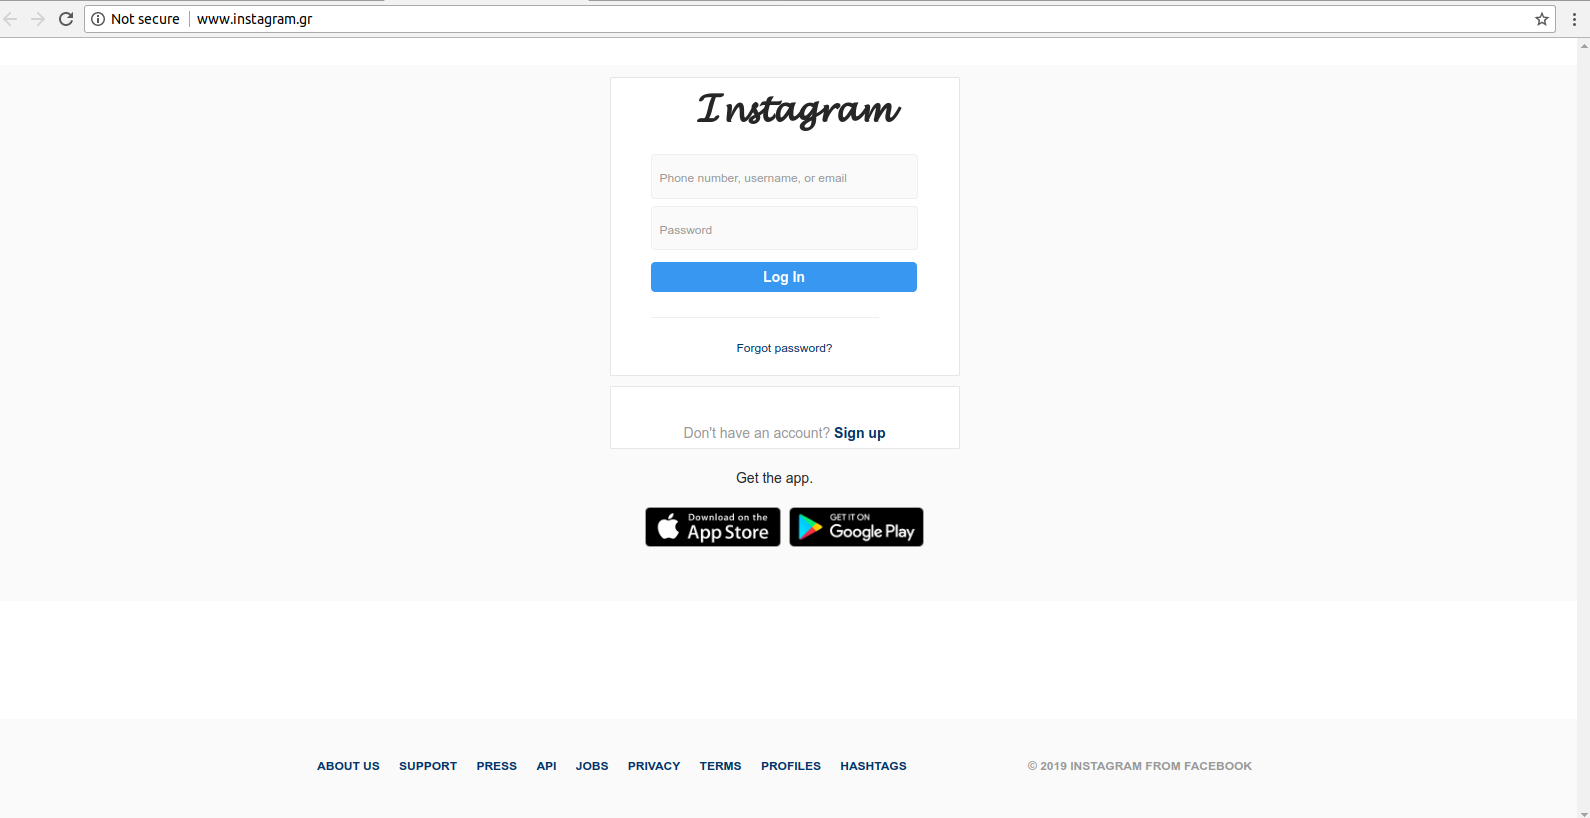 Not secure www.instagram.gr
Instagram
Phone number, username, or email
Password
Log In
Forgot password?
Don't have an account? Sign up
Get the app.
Download on the
App Store
GET IT ON
Google Play
ABOUT US SUPPORT PRESS API JOBS PRIVACY TERMS PROFILES HASHTAGS © 2019 INSTAGRAM FROM FACEBOOK